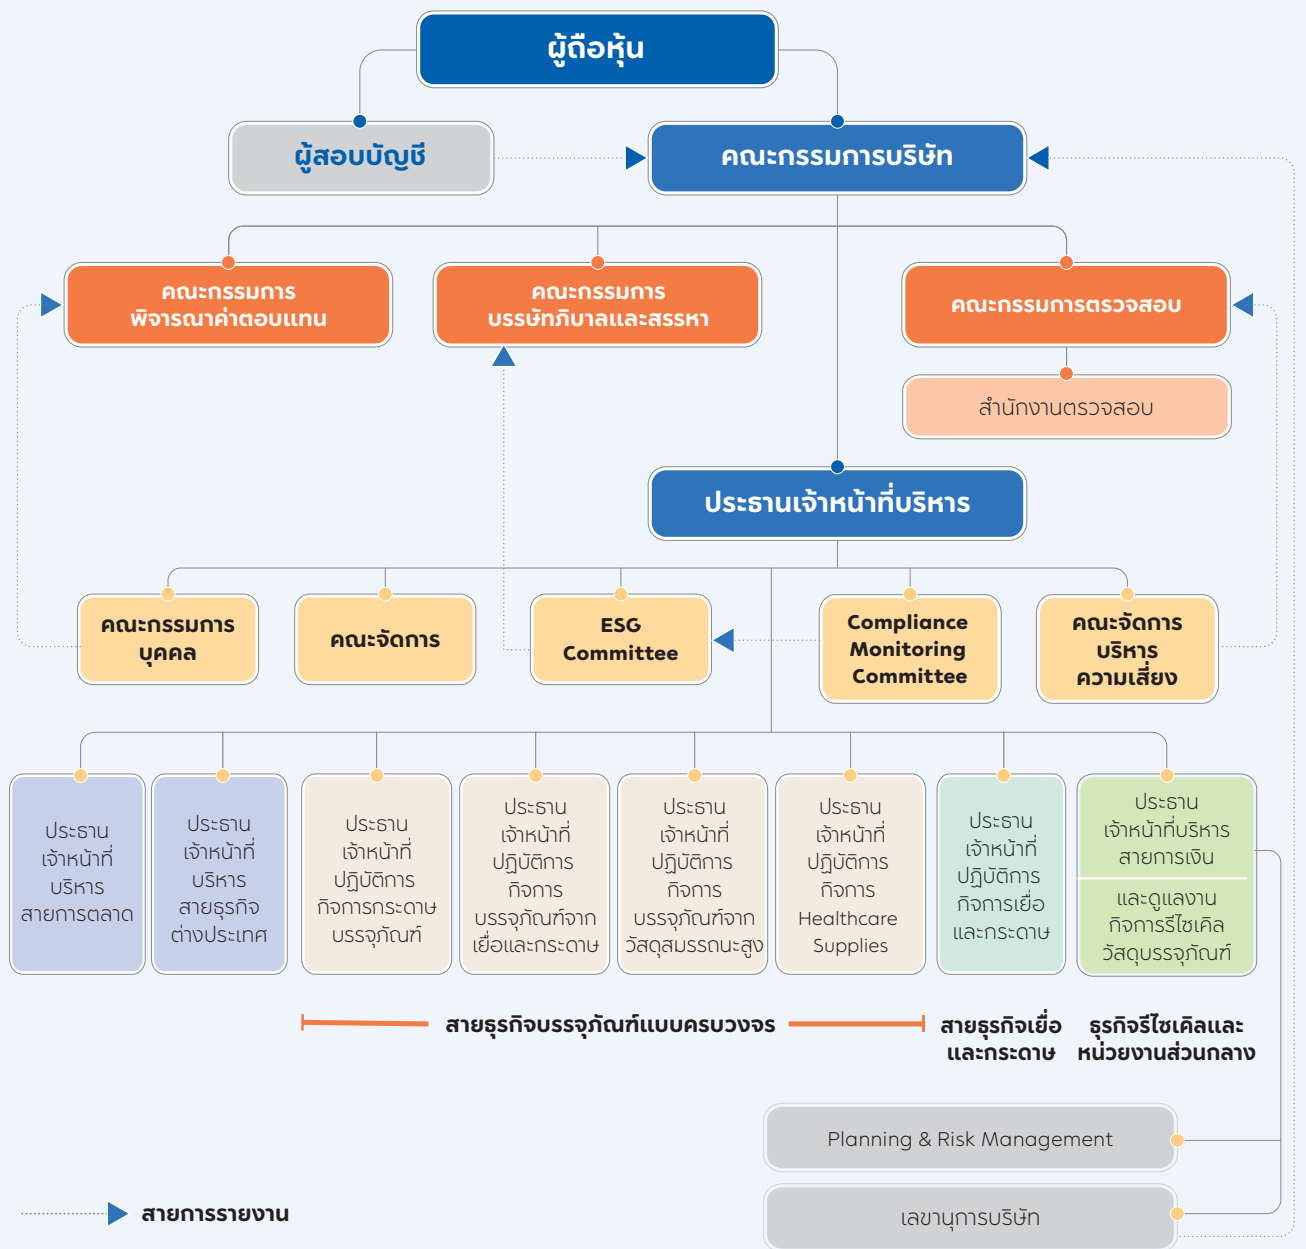 ผู้ถือหุ้น
ผู้สอบบัญชี
คณะกรรมการบริษัท
คณะกรรมการ
พิจารณาค่าตอบแทน
คณะกรรมการ
บรรษัทภิบาลและสรรหา
คณะกรรมการตรวจสอบ
สำนักงานตรวจสอบ
ประธานเจ้าหน้าที่บริหาร
คณะกรรมการ
บุคคล
คณะจัดการ
ESG
Committee
Compliance
Monitoring
Committee
คณะจัดการ
บริหาร
ความเสี่ยง
ประธาน
เจ้าหน้าที่
บริหาร
สายการตลาด
ประธาน
เจ้าหน้าที่
บริหาร
สายธุรกิจ
ต่างประเทศ
ประธาน
เจ้าหน้าที่
ปฏิบัติการ
กิจการกระดาษ
บรรจุภัณฑ์
ประธาน
เจ้าหน้าที่
ปฏิบัติการ
กิจการ
บรรจุภัณฑ์จาก
เยื่อและกระดาษ
ประธาน
เจ้าหน้าที่
ปฏิบัติการ
กิจการ
บรรจุภัณฑ์จาก
วัสดุสมรรถนะสูง
ประธาน
เจ้าหน้าที่
ปฏิบัติการ
กิจการ
Healthcare
Supplies
ประธาน
เจ้าหน้าที่
ปฏิบัติการ
กิจการเยื่อ
และกระดาษ
ประธาน
เจ้าหน้าที่บริหาร
สายการเงิน
และดูแลงาน
กิจการรีไซเคิล
วัสดุบรรจุภัณฑ์
สายธุรกิจบรรจุภัณฑ์แบบครบวงจร
สายธุรกิจเยื่อ
และกระดาษ
ธุรกิจรีไซเคิลและ
หน่วยงานส่วนกลาง
Planning & Risk Management
เลขานุการบริษัท
สายการรายงาน